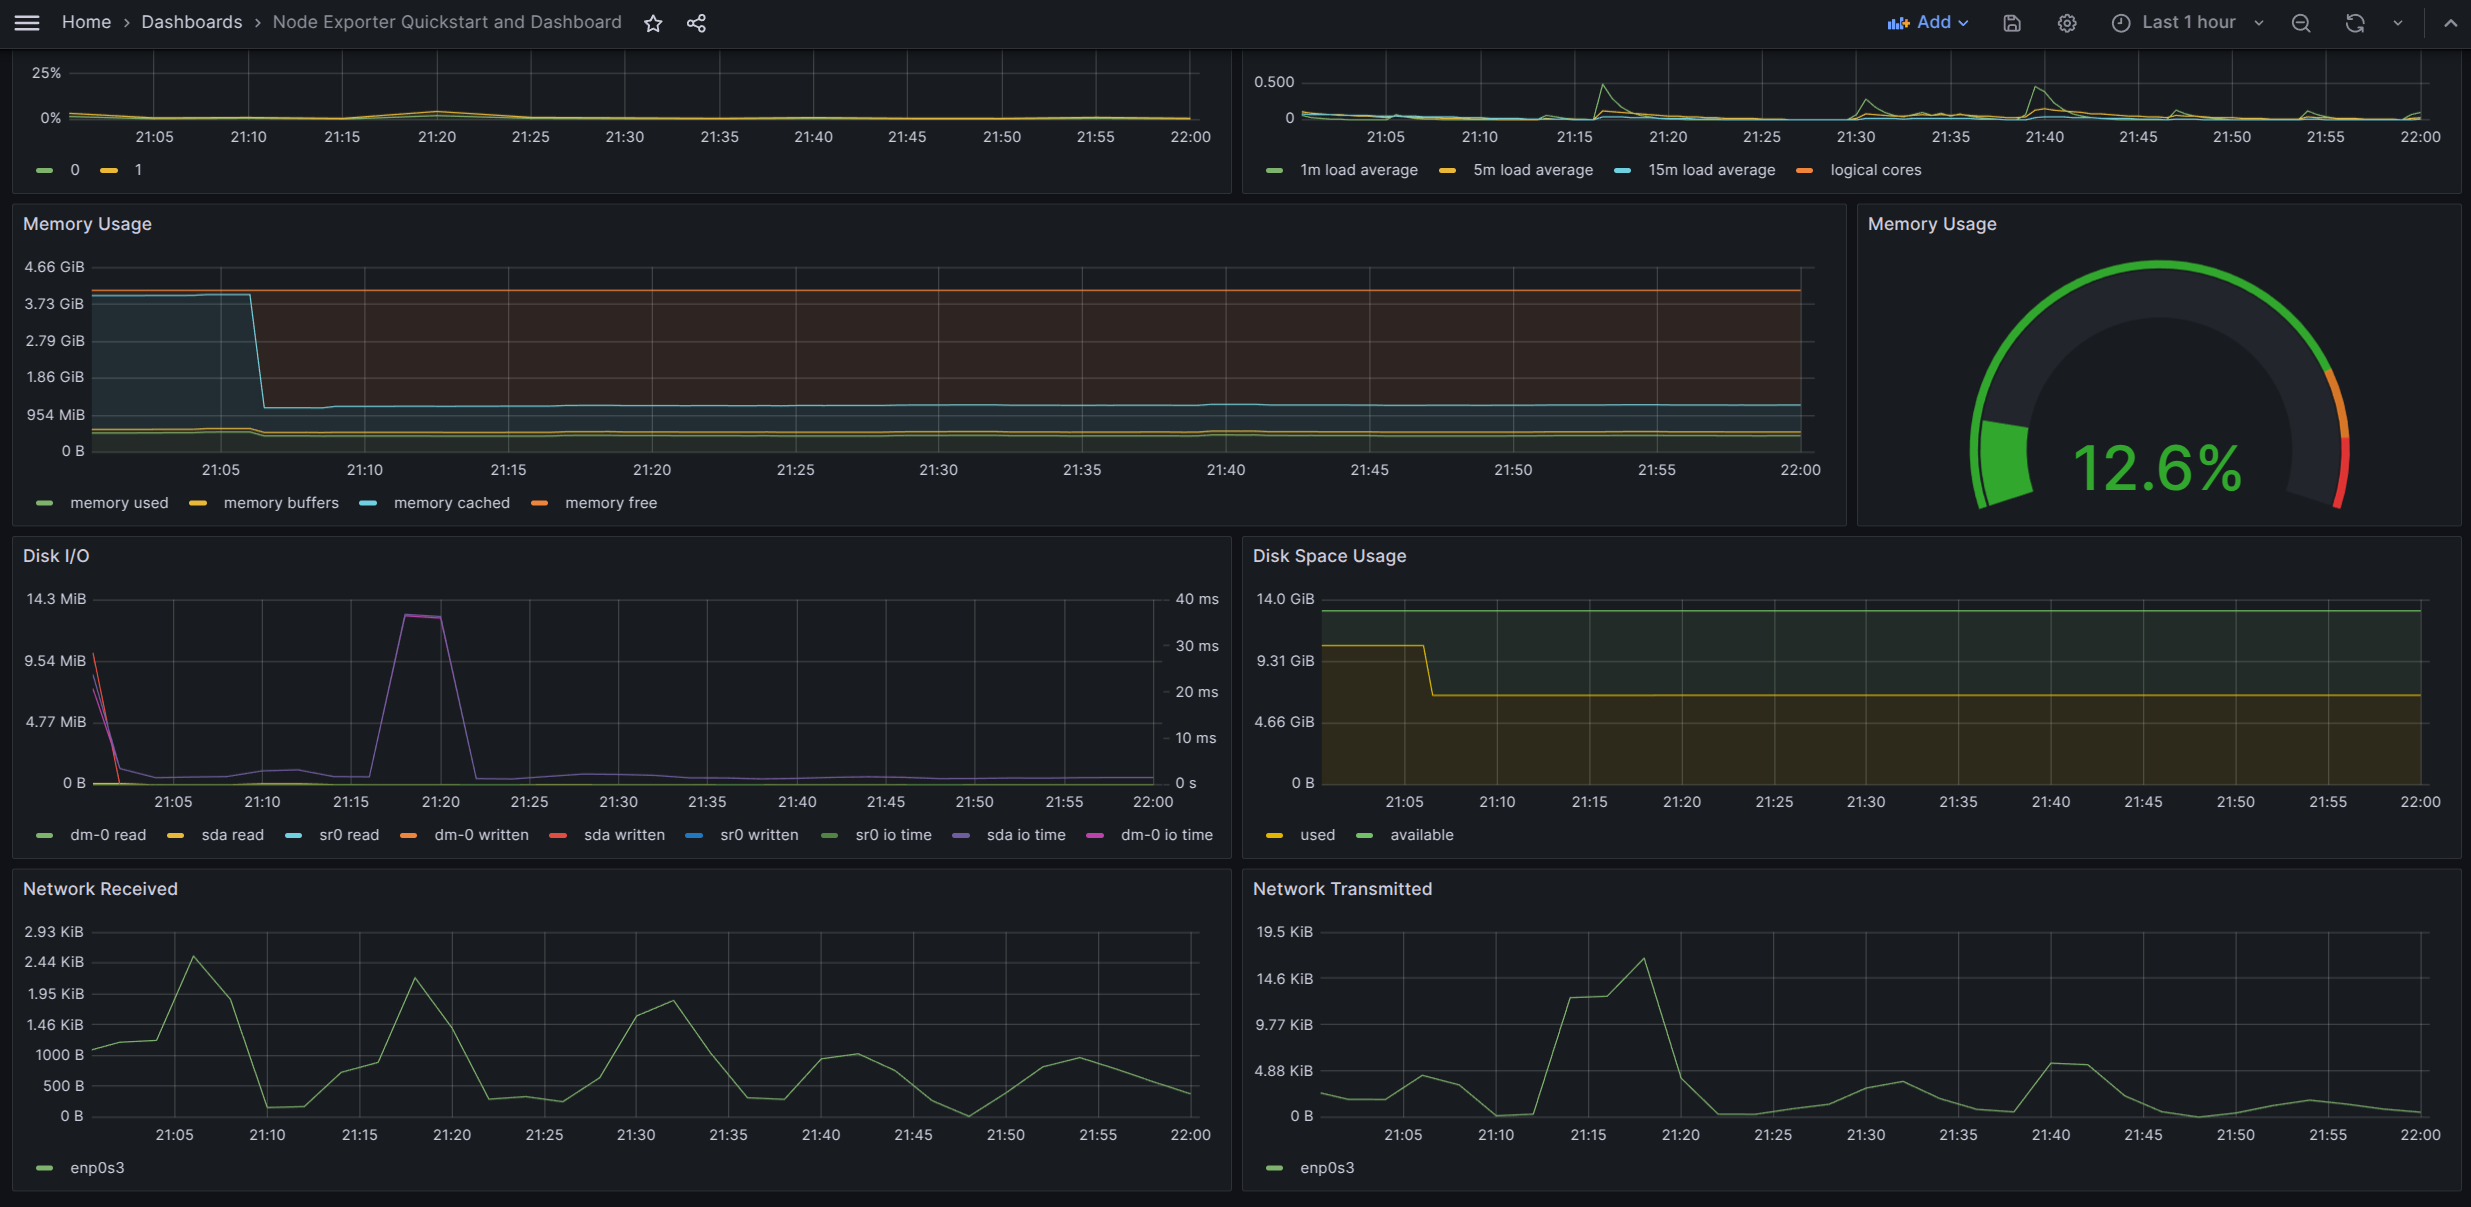 Home › Dashboards › Node Exporter Quickstart and Dashboard
Add
Last 1 hour
25%
0%
21:05 21:10 21:15 21:20 21:25 21:30 21:35 21:40 21:45 21:50 21:55 22:00
0 1
0.500
0
21:05 21:10 21:15 21:20 21:25 21:30 21:35 21:40 21:45 21:50 21:55 22:00
1m load average 5m load average 15m load average logical cores
Memory Usage
4.66 GiB
3.73 GiB
2.79 GiB
1.86 GiB
954 MiB
0 B
21:05 21:10 21:15 21:20 21:25 21:30 21:35 21:40 21:45 21:50 21:55 22:00
memory used memory buffers memory cached memory free
Memory Usage
12.6%
Disk I/O
14.3 MiB
9.54 MiB
4.77 MiB
0 B
40 ms
30 ms
20 ms
10 ms
0 s
21:05 21:10 21:15 21:20 21:25 21:30 21:35 21:40 21:45 21:50 21:55 22:00
dm-0 read sda read sr0 read dm-0 written sda written sr0 written sr0 io time sda io time dm-0 io time
Disk Space Usage
14.0 GiB
9.31 GiB
4.66 GiB
0 B
21:05 21:10 21:15 21:20 21:25 21:30 21:35 21:40 21:45 21:50 21:55 22:00
used available
Network Received
2.93 KiB
2.44 KiB
1.95 KiB
1.46 KiB
1000 B
500 B
0 B
21:05 21:10 21:15 21:20 21:25 21:30 21:35 21:40 21:45 21:50 21:55 22:00
enp0s3
Network Transmitted
19.5 KiB
14.6 KiB
9.77 KiB
4.88 KiB
0 B
21:05 21:10 21:15 21:20 21:25 21:30 21:35 21:40 21:45 21:50 21:55 22:00
enp0s3